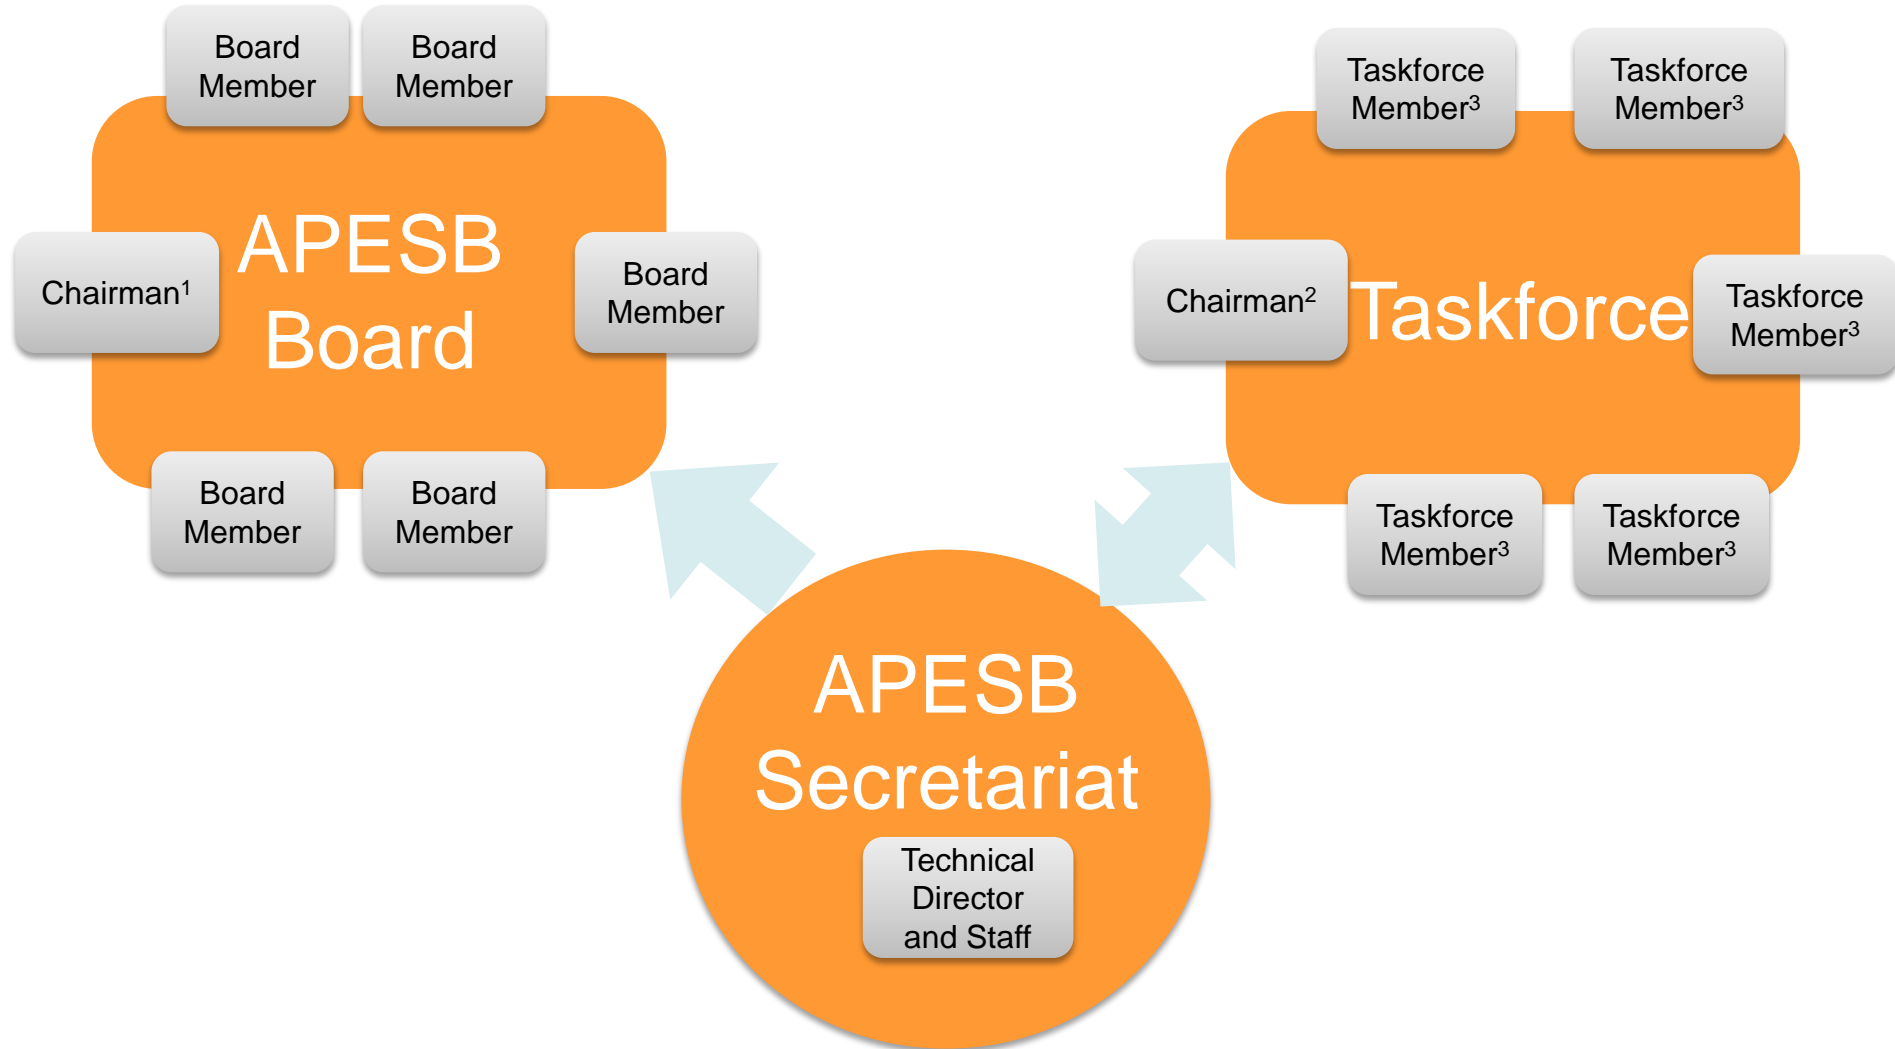 Board
Member
Board
Member
Chairman¹
APESB
Board
Board
Member
Board
Member
Board
Member
Taskforce
Member³
Taskforce
Member³
Chairman²
Taskforce
Taskforce
Member³
Taskforce
Member³
Taskforce
Member³
APESB
Secretariat
Technical
Director
and Staff